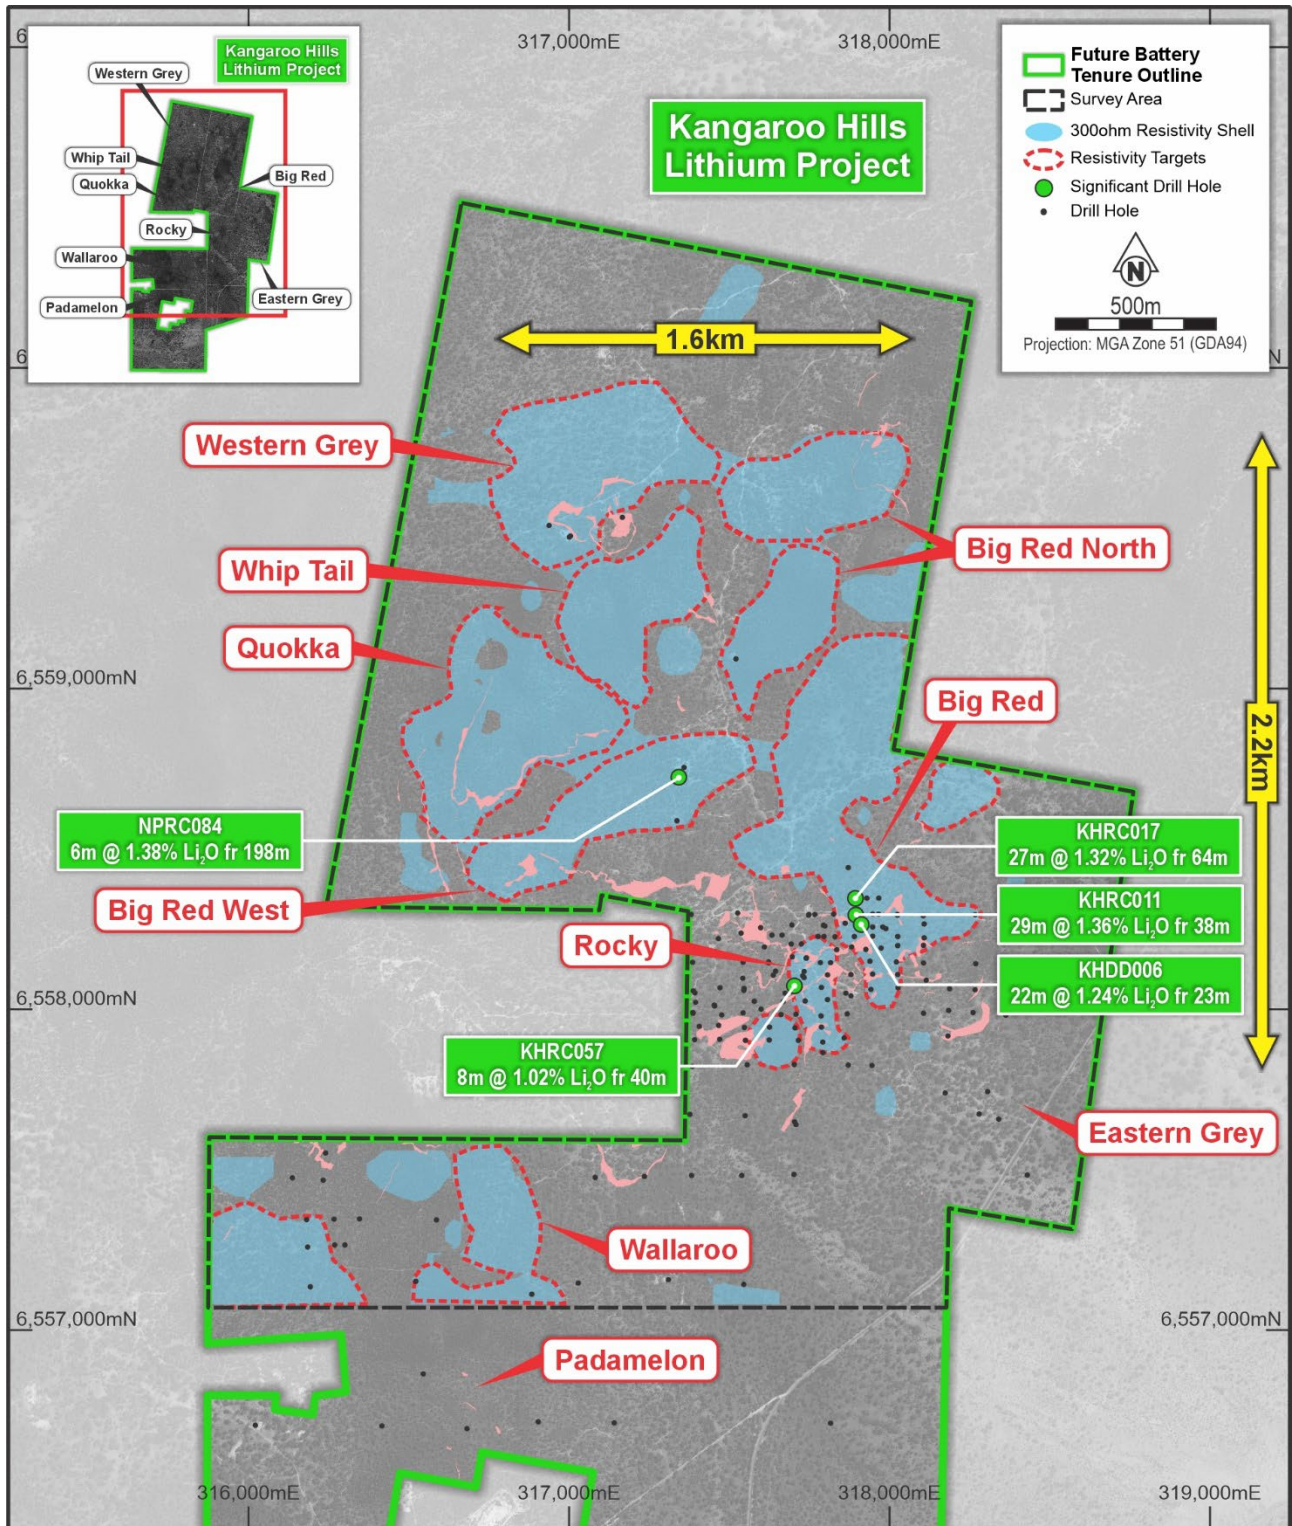 317,000mE
318,000mE
Kangaroo Hills
Lithium Project
Western Grey
Whip Tail
Quokka
Big Red
Rocky
Wallaroo
Eastern Grey
Padamelon
Kangaroo Hills
Lithium Project
Future Battery
Tenure Outline
Survey Area
300ohm Resistivity Shell
Resistivity Targets
Significant Drill Hole
Drill Hole
N
500m
Projection: MGA Zone 51 (GDA94)
6
6
N
1.6km
Western Grey
Big Red North
Whip Tail
Quokka
6,559,000mN
Big Red
2.2km
NPRC084
6m @ 1.38% Li₂O fr 198m
KHRC017
27m @ 1.32% Li₂O fr 64m
Big Red West
KHRC011
29m @ 1.36% Li₂O fr 38m
Rocky
KHDD006
22m @ 1.24% Li₂O fr 23m
6,558,000mN
KHRC057
8m @ 1.02% Li₂O fr 40m
Eastern Grey
Wallaroo
6,557,000mN
6,557,000mN
Padamelon
316,000mE
317,000mE
318,000mE
319,000mE